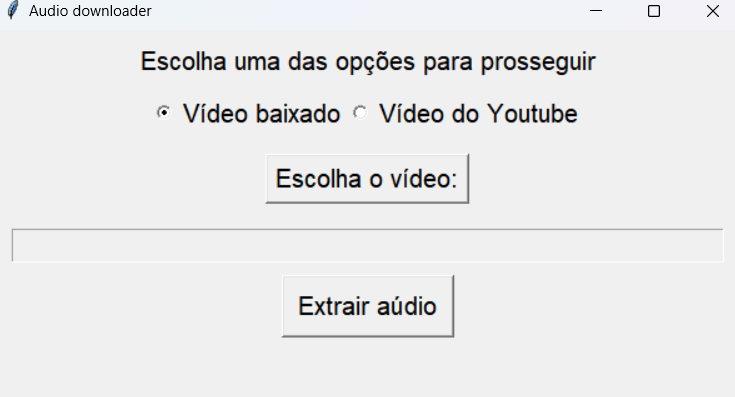 Audio downloader
Escolha uma das opções para prosseguir
Vídeo baixado Vídeo do Youtube
Escolha o vídeo:
Extrair aúdio